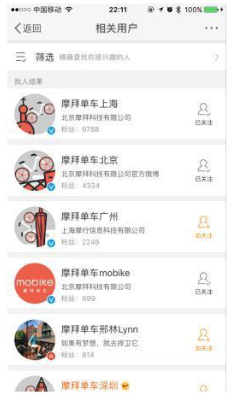 中国移动 22:11 100%
返回 相关用户 ...
筛选 精确查找你感兴趣的人
找人结果
摩拜单车上海
北京摩拜科技有限公司
粉丝：9788
已关注
摩拜单车北京
北京摩拜科技有限公司官方微博
粉丝：4334
已关注
摩拜单车广州
上海摩行信息科技有限公司
粉丝：2246
加关注
mobike
摩拜单车
摩拜单车mobike
北京摩拜科技有限公司
粉丝：699
已关注
摩拜单车邢林Lynn
如果有梦想，就去捍卫它
粉丝：614
加关注
摩拜单车深圳